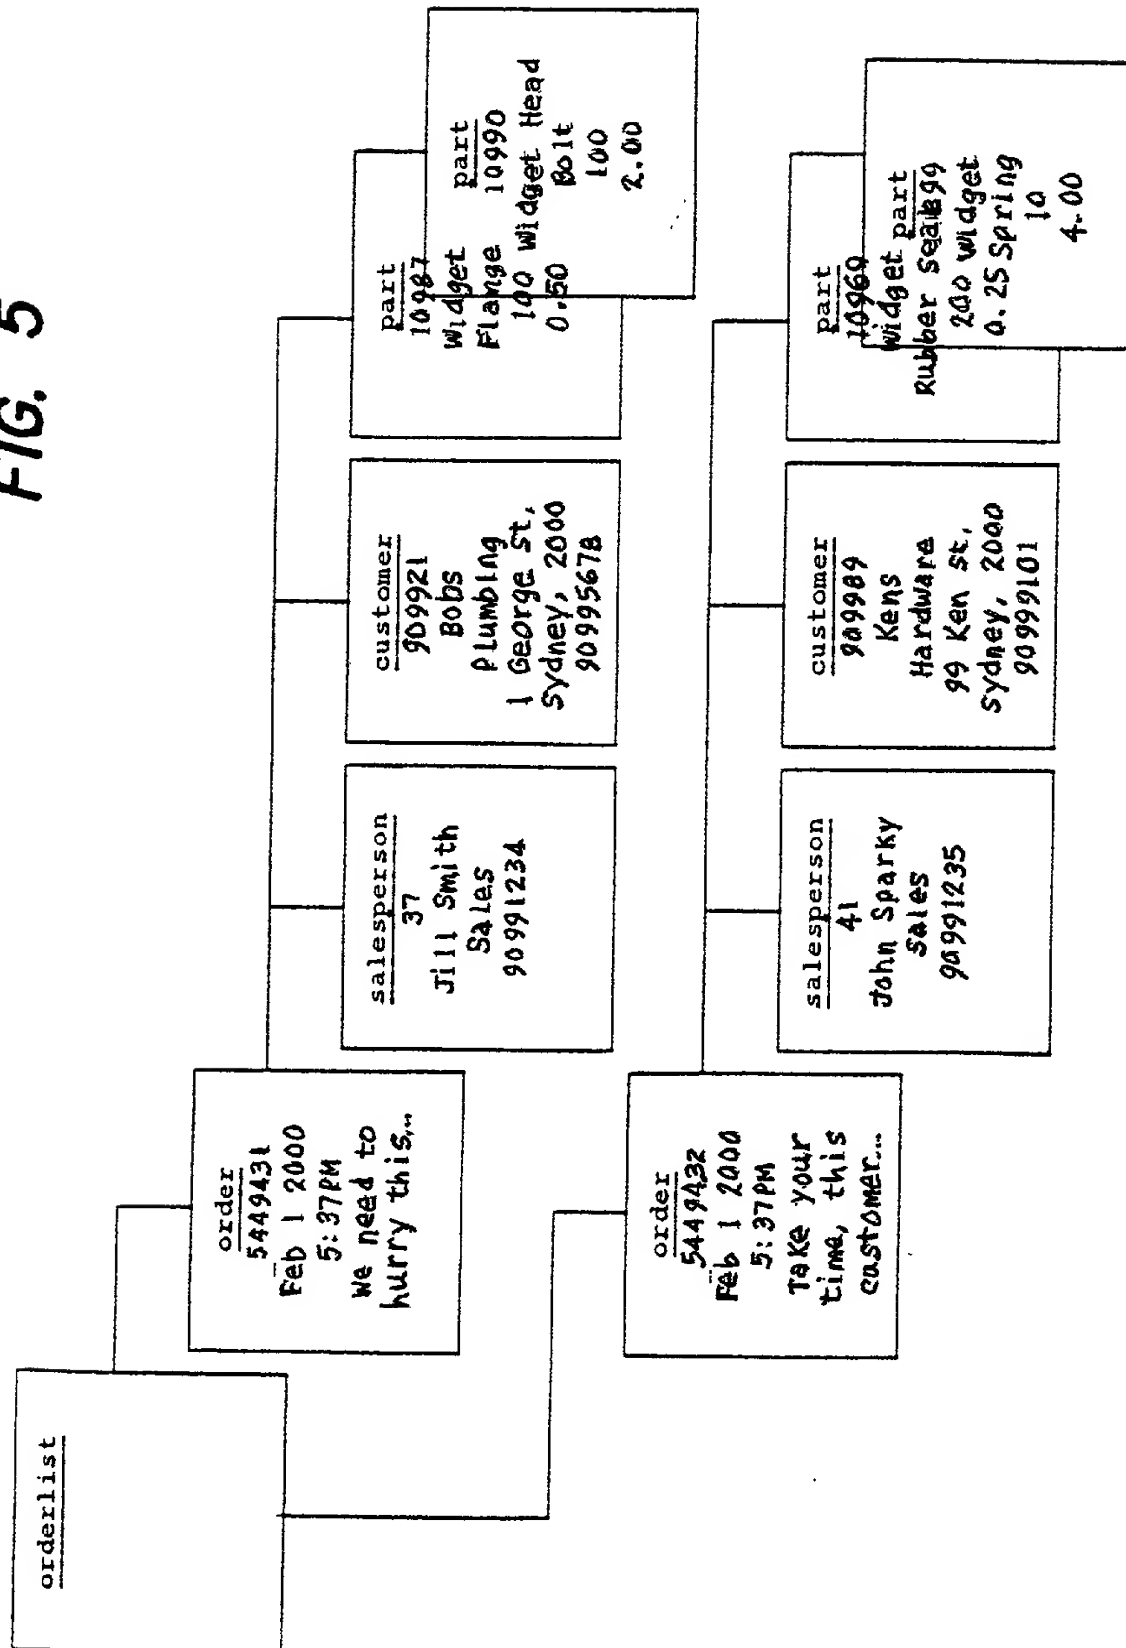 FIG. 5
orderlist
order
5449431
Feb 1 2000
5:37PM
We need to
hurry this...
salesperson
37
Jill Smith
Sales
90991234
customer
909921
Bobs
Plumbing
1 George St,
Sydney, 2000
90995678
part
10987
Widget
Flange
100
0.50
part
10990
Widget Head
Bolt
100
2.00
order
5449432
Feb 1 2000
5:37PM
Take your
time, this
customer...
salesperson
41
John Sparky
Sales
90991235
customer
909989
Kens
Hardware
99 Ken st,
Sydney, 2000
90999101
part
10969
Widget
Rubber
200
0.25
part
widget
Spring
10
4.00